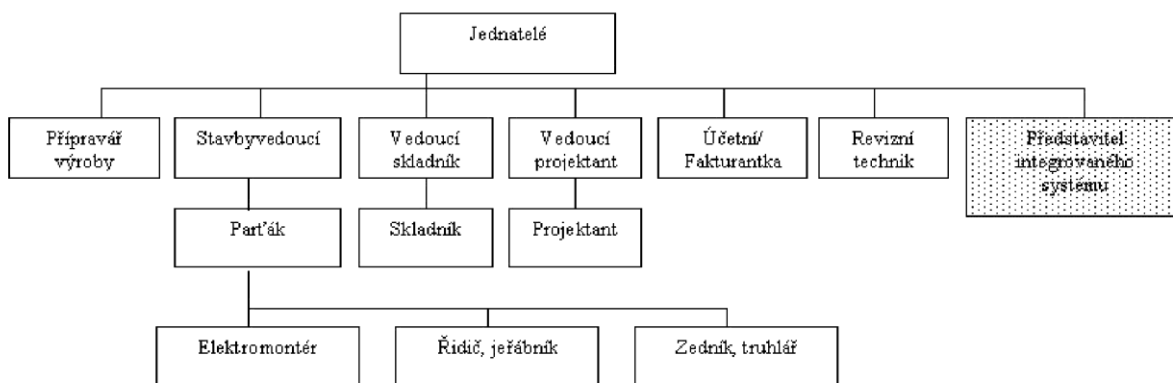 Jednatelé
Přípravář
výroby
Stavbyvedoucí
Vedoucí
skladník
Vedoucí
projektant
Účetní/
Fakturantka
Revizní
technik
Představitel
integrovaného
systému
Parťák
Skladník
Projektant
Elektromontér
Řidič, jeřábník
Zedník, truhlář